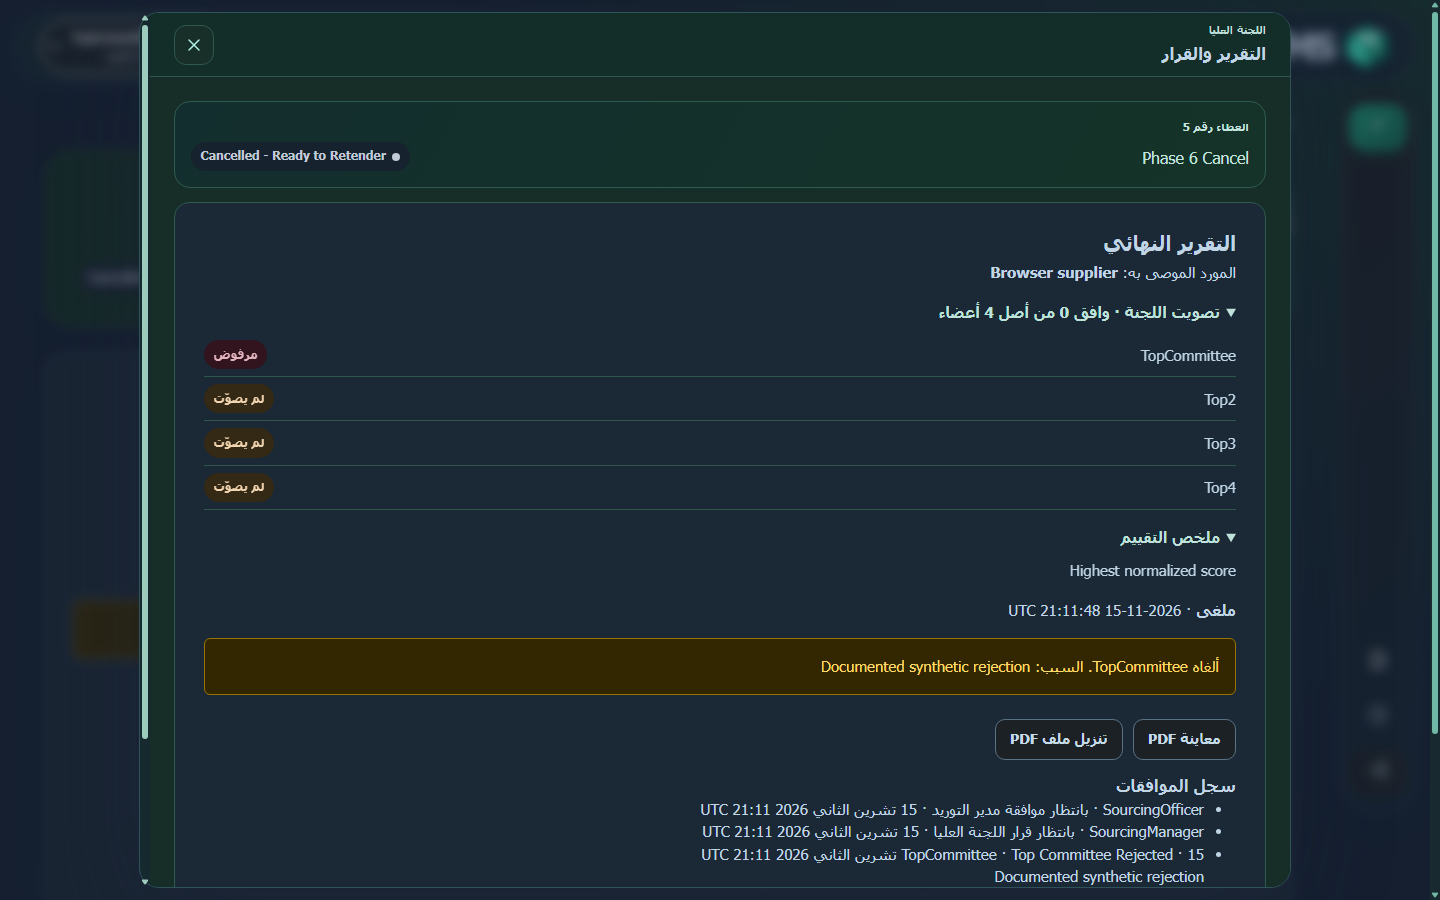 اللجنة العليا
التقرير والقرار
العطاء رقم 5
Phase 6 Cancel
Cancelled - Ready to Retender
التقرير النهائي
المورد الموصى به: Browser supplier
تصويت اللجنة · وافق 0 من أصل 4 أعضاء
TopCommittee مرفوض
Top2 لم يصوّت
Top3 لم يصوّت
Top4 لم يصوّت
ملخص التقييم
Highest normalized score
ملغى · 2026-11-15 21:11:48 UTC
ألغاه TopCommittee. السبب: Documented synthetic rejection
معاينة PDF
تنزيل ملف PDF
سجل الموافقات
SourcingOfficer · بانتظار موافقة مدير التوريد · 15 تشرين الثاني 2026 21:11 UTC
SourcingManager · بانتظار قرار اللجنة العليا · 15 تشرين الثاني 2026 21:11 UTC
TopCommittee · Top Committee Rejected · 15 تشرين الثاني 2026 21:11 UTC
Documented synthetic rejection